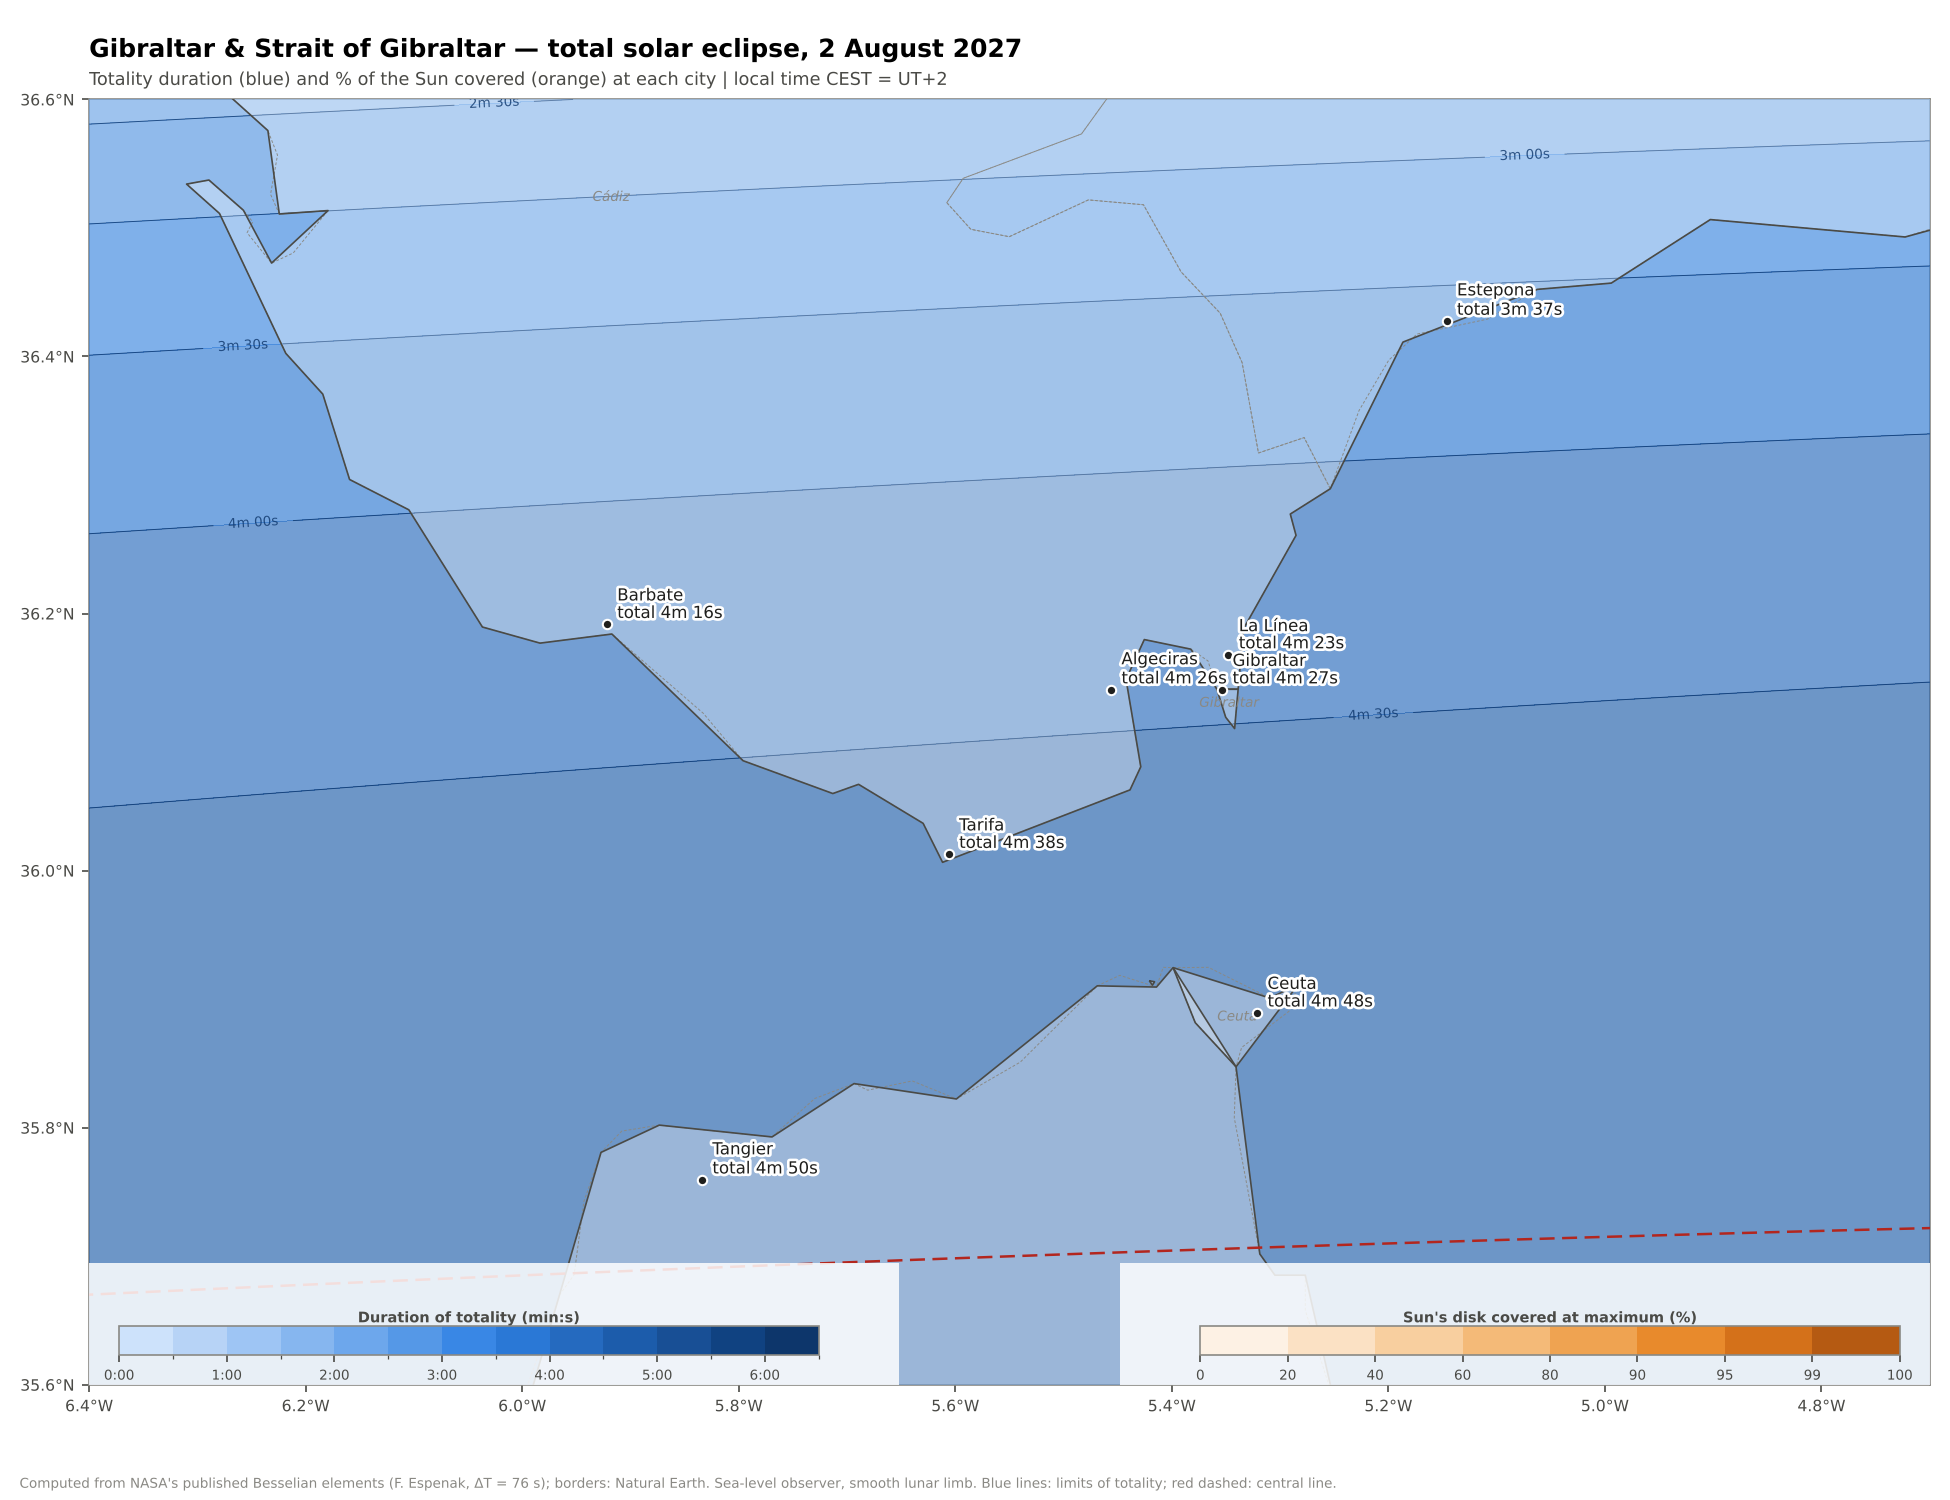 Gibraltar & Strait of Gibraltar — total solar eclipse, 2 August 2027
Totality duration (blue) and % of the Sun covered (orange) at each city | local time CEST = UT+2
36.6°N
2m 30s
3m 00s
Cádiz
Estepona
total 3m 37s
3m 30s
36.4°N
4m 00s
Barbate
total 4m 16s
36.2°N
La Línea
total 4m 23s
Algeciras
total 4m 26s
Gibraltar
total 4m 27s
Gibraltar
4m 30s
Tarifa
total 4m 38s
36.0°N
Ceuta
total 4m 48s
Ceuta
35.8°N
Tangier
total 4m 50s
Duration of totality (min:s)
0:00 1:00 2:00 3:00 4:00 5:00 6:00
Sun's disk covered at maximum (%)
0 20 40 60 80 90 95 99 100
35.6°N
6.4°W 6.2°W 6.0°W 5.8°W 5.6°W 5.4°W 5.2°W 5.0°W 4.8°W
Computed from NASA's published Besselian elements (F. Espenak, ΔT = 76 s); borders: Natural Earth. Sea-level observer, smooth lunar limb. Blue lines: limits of totality; red dashed: central line.